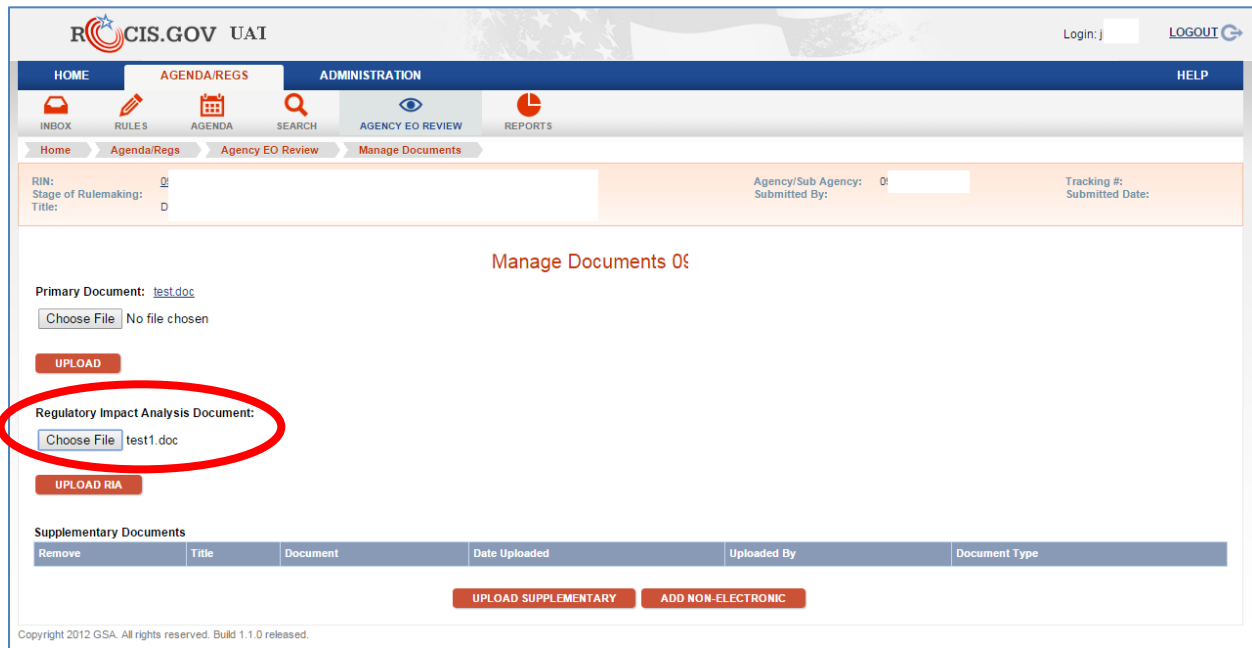 ROCIS.GOV UAT
Login: j
LOGOUT
HOME AGENDA/REGS ADMINISTRATION HELP
INBOX RULES AGENDA SEARCH AGENCY EO REVIEW REPORTS
Home Agenda/Regs Agency EO Review Manage Documents
RIN: 09 Agency/Sub Agency: 09 Tracking #:
Stage of Rulemaking: Submitted By: Submitted Date:
Title: D
Manage Documents 09
Primary Document: test.doc
Choose File No file chosen
UPLOAD
Regulatory Impact Analysis Document:
Choose File test1.doc
UPLOAD RIA
Supplementary Documents
Remove Title Document Date Uploaded Uploaded By Document Type
UPLOAD SUPPLEMENTARY ADD NON-ELECTRONIC
Copyright 2012 GSA. All rights reserved. Build 1.1.0 released.